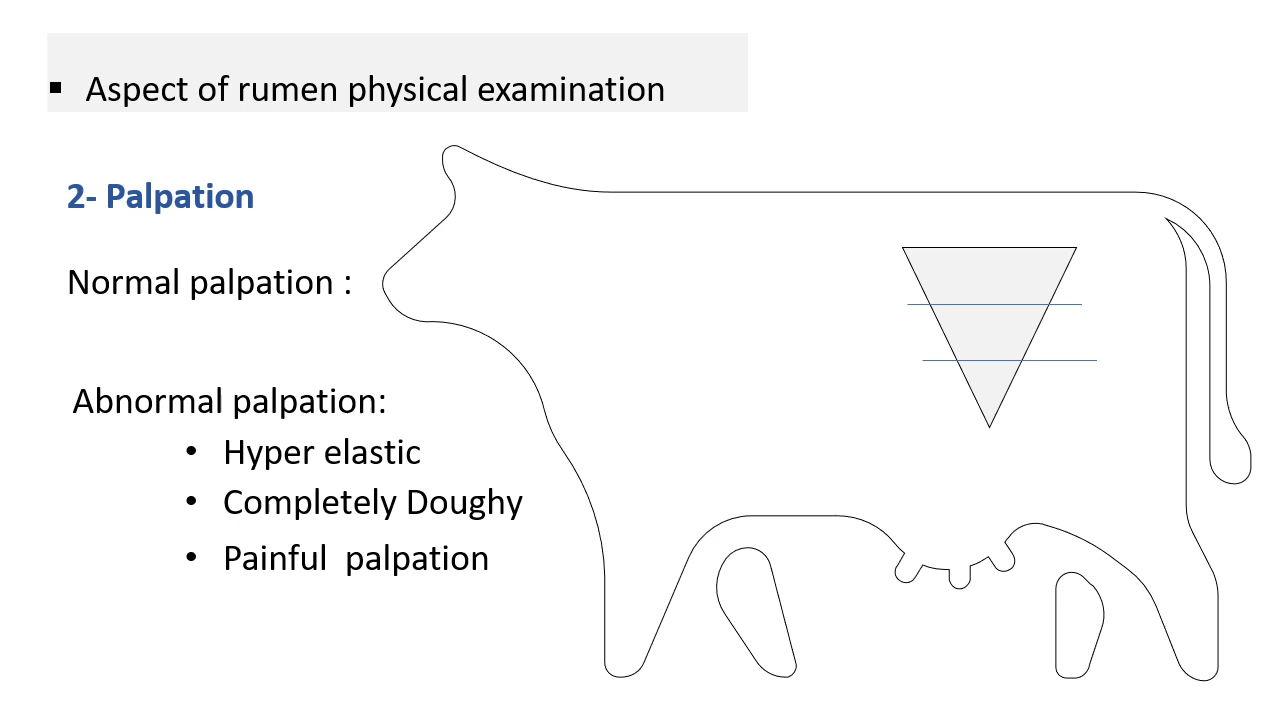 ▪ Aspect of rumen physical examination
2- Palpation
Normal palpation :
Abnormal palpation:
• Hyper elastic
• Completely Doughy
• Painful  palpation